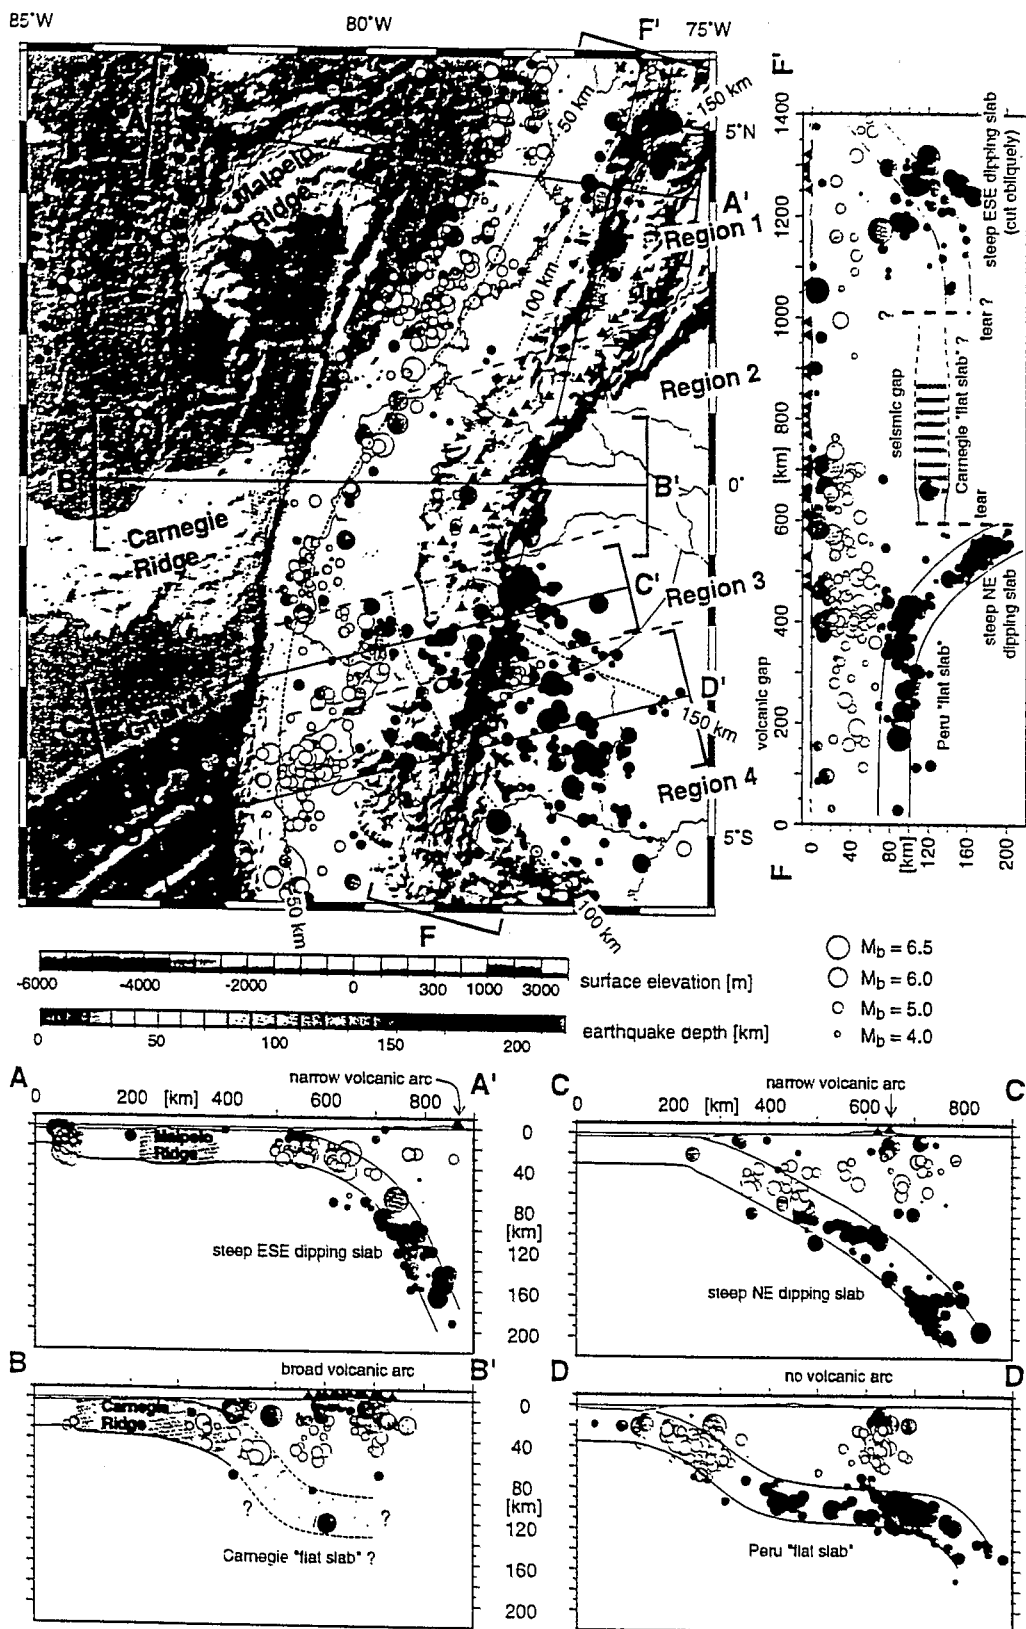 85°W
80°W
75°W
F'
150 km
50 km
5°N
A
Malpelo
Ridge
A'
Region 1
100 km
Region 2
B
B'
0°
Carnegie
Ridge
C'
Region 3
C
Grijalva
D'
150 km
Region 4
5°S
50 km
F
100 km
F'
1400
1200
1000
800
[km]
600
400
200
0
F
steep ESE dipping slab
(cut obliquely)
?
tear ?
seismic gap
Carnegie "flat slab" ?
tear
steep NE
dipping slab
Peru "flat slab"
volcanic gap
0
40
80
[km]
120
160
200
-6000
-4000
-2000
0
300
1000
3000
surface elevation [m]
0
50
100
150
200
earthquake depth [km]
Mb = 6.5
Mb = 6.0
Mb = 5.0
Mb = 4.0
A
narrow volcanic arc
A'
0
200
[km]
400
600
800
Malpelo
Ridge
steep ESE dipping slab
0
40
80
[km]
120
160
200
C
narrow volcanic arc
C'
200
[km]
400
600
800
steep NE dipping slab
B
broad volcanic arc
B'
Carnegie
Ridge
?
?
Carnegie "flat slab" ?
0
40
80
[km]
120
160
200
D
no volcanic arc
D
Peru "flat slab"